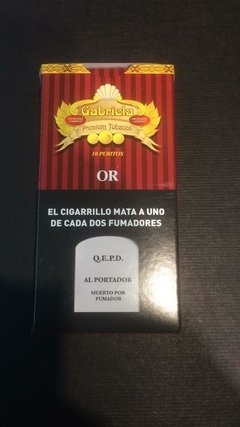 Gabriela
Premium Tobacco
10 PURITOS
OR
EL CIGARRILLO MATA A UNO
DE CADA DOS FUMADORES
Q.E.P.D.
AL PORTADOR
MUERTO POR
FUMADOR